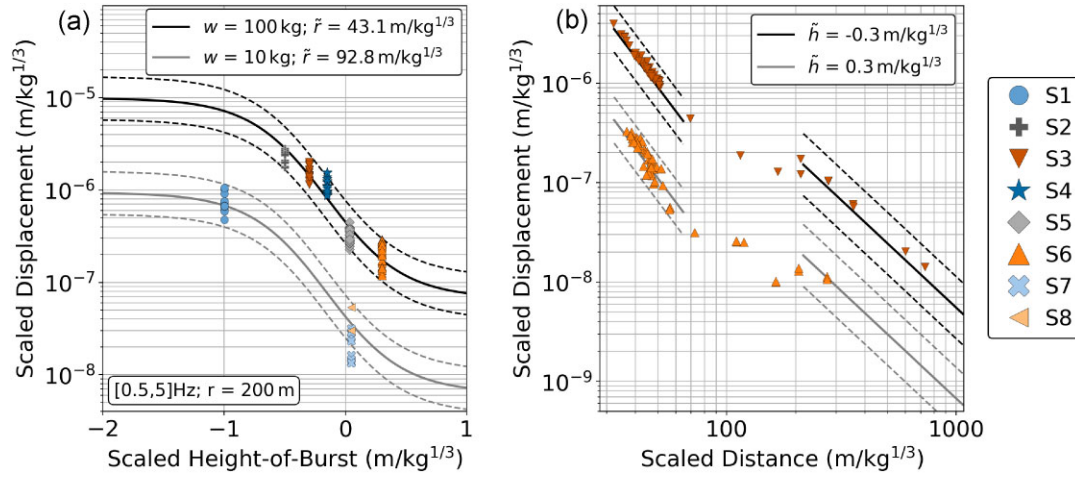 (a)
w = 100 kg; r̃ = 43.1 m/kg^{1/3}
w = 10 kg; r̃ = 92.8 m/kg^{1/3}
Scaled Displacement (m/kg^{1/3})
10^{-5}
10^{-6}
10^{-7}
10^{-8}
[0.5,5]Hz; r = 200 m
−2 −1 0 1
Scaled Height-of-Burst (m/kg^{1/3})
(b)
h̃ = -0.3 m/kg^{1/3}
h̃ = 0.3 m/kg^{1/3}
Scaled Displacement (m/kg^{1/3})
10^{-6}
10^{-7}
10^{-8}
10^{-9}
100 1000
Scaled Distance (m/kg^{1/3})
S1
S2
S3
S4
S5
S6
S7
S8